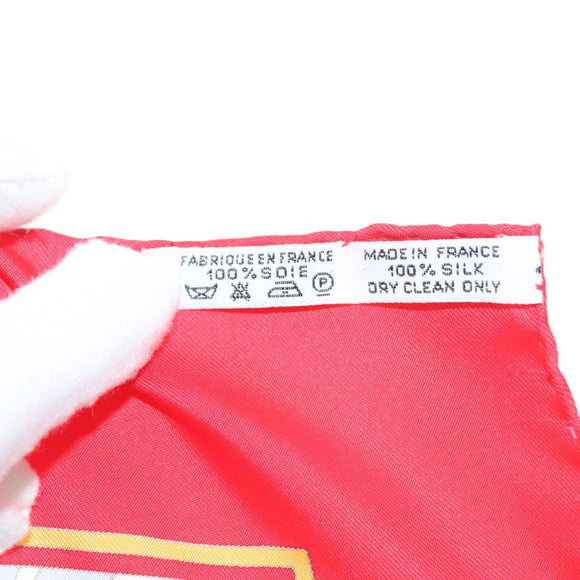 FABRIQUE EN FRANCE
100% SOIE
P
MADE IN FRANCE
100% SILK
DRY CLEAN ONLY